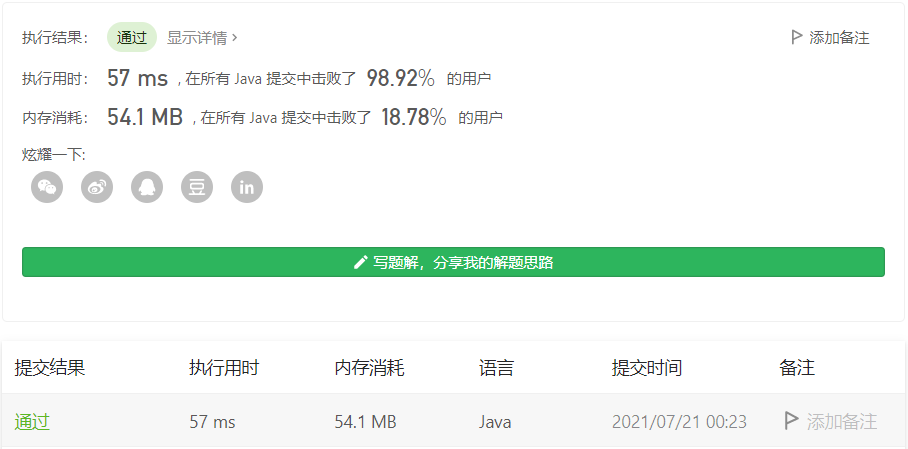 执行结果： 通过 显示详情 › 添加备注
执行用时： 57 ms , 在所有 Java 提交中击败了 98.92% 的用户
内存消耗： 54.1 MB , 在所有 Java 提交中击败了 18.78% 的用户
炫耀一下:
豆 in
写题解，分享我的解题思路
提交结果 执行用时 内存消耗 语言 提交时间 备注
通过 57 ms 54.1 MB Java 2021/07/21 00:23 添加备注